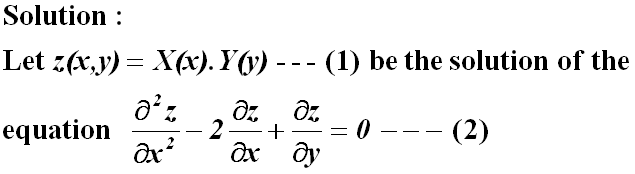 Solution :
Let z(x,y) = X(x). Y(y) - - - (1) be the solution of the
equation ∂²z/∂x² − 2 ∂z/∂x + ∂z/∂y = 0 − − − (2)